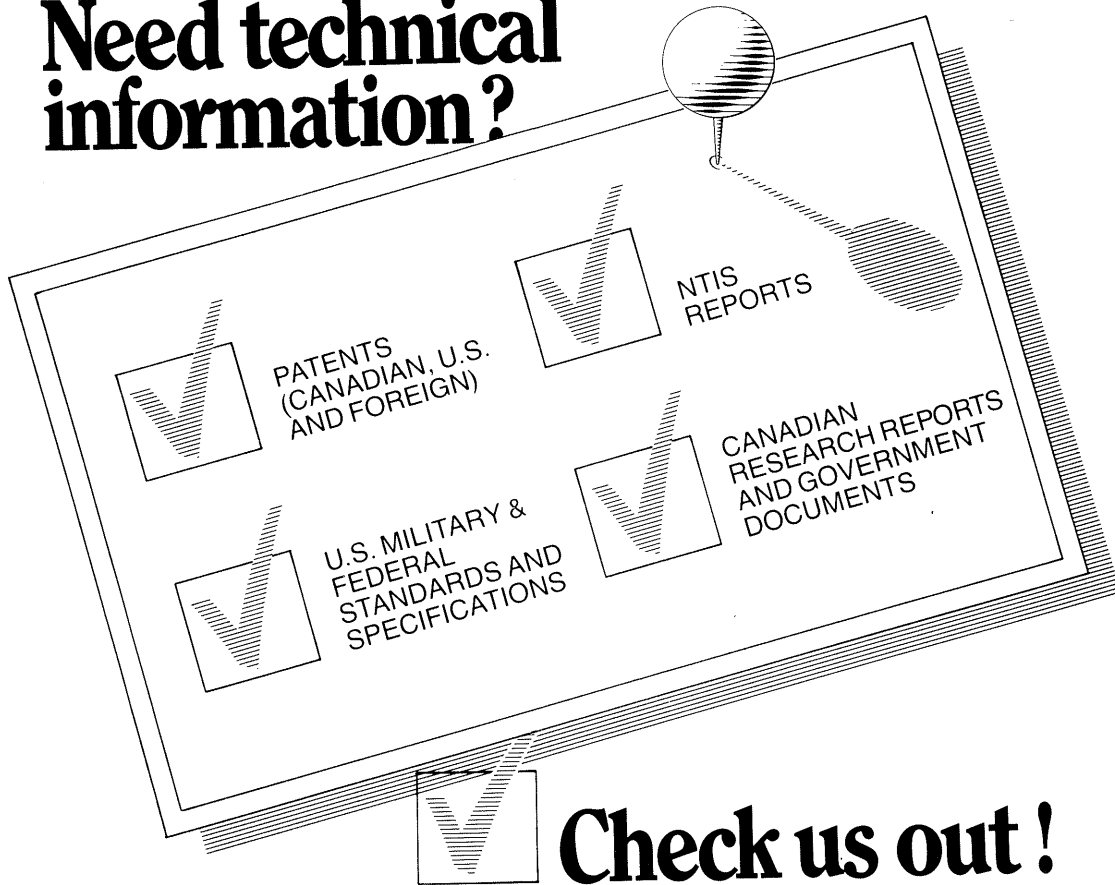 Need technical
information?
PATENTS
(CANADIAN, U.S.
AND FOREIGN)
NTIS
REPORTS
U.S. MILITARY &
FEDERAL
STANDARDS AND
SPECIFICATIONS
CANADIAN
RESEARCH REPORTS
AND GOVERNMENT
DOCUMENTS
Check us out!